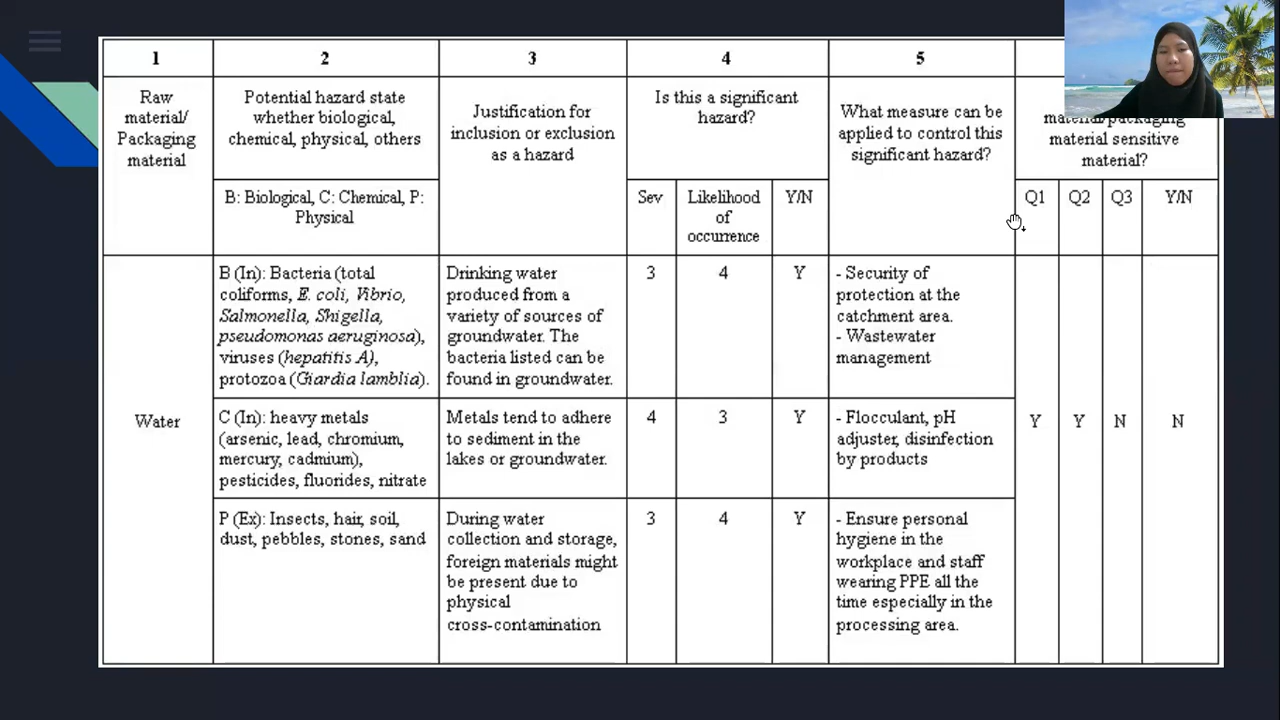 1
2
3
4
5
Raw
material/
Packaging
material
Potential hazard state
whether biological,
chemical, physical, others
B: Biological, C: Chemical, P:
Physical
Justification for
inclusion or exclusion
as a hazard
Is this a significant
hazard?
Sev
Likelihood
of
occurrence
Y/N
What measure can be
applied to control this
significant hazard?
material/packaging
material sensitive
material?
Q1
Q2
Q3
Y/N
Water
B (In): Bacteria (total
coliforms, E. coli, Vibrio,
Salmonella, Shigella,
pseudomonas aeruginosa),
viruses (hepatitis A),
protozoa (Giardia lamblia).
Drinking water
produced from a
variety of sources of
groundwater. The
bacteria listed can be
found in groundwater.
3
4
Y
- Security of
protection at the
catchment area.
- Wastewater
management
C (In): heavy metals
(arsenic, lead, chromium,
mercury, cadmium),
pesticides, fluorides, nitrate
Metals tend to adhere
to sediment in the
lakes or groundwater.
4
3
Y
- Flocculant, pH
adjuster, disinfection
by products
Y
Y
N
N
P (Ex): Insects, hair, soil,
dust, pebbles, stones, sand
During water
collection and storage,
foreign materials might
be present due to
physical
cross-contamination
3
4
Y
- Ensure personal
hygiene in the
workplace and staff
wearing PPE all the
time especially in the
processing area.